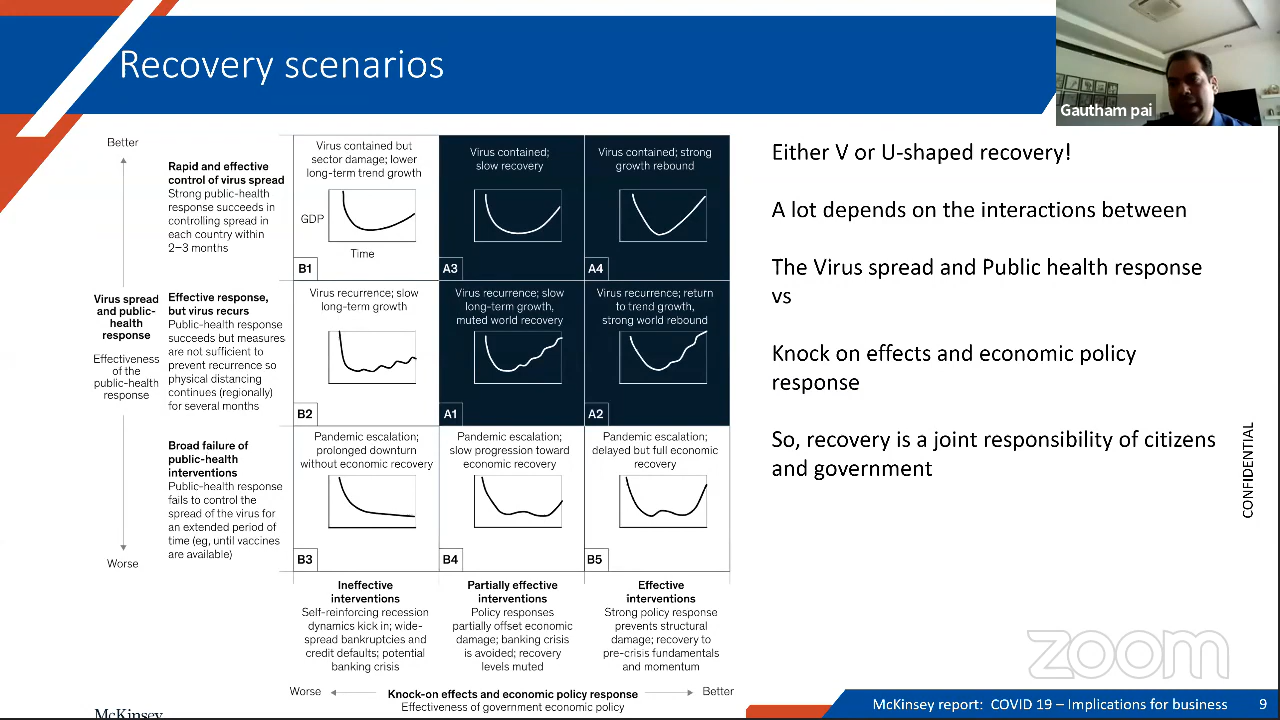 Recovery scenarios
Gautham pai
Better
Virus spread
and public-
health
response
Effectiveness
of the
public-health
response
Worse
Rapid and effective
control of virus spread
Strong public-health
response succeeds in
controlling spread in
each country within
2–3 months
Virus contained but
sector damage; lower
long-term trend growth
GDP
Time
B1
Virus contained;
slow recovery
A3
Virus contained; strong
growth rebound
A4
Effective response,
but virus recurs
Public-health response
succeeds but measures
are not sufficient to
prevent recurrence so
physical distancing
continues (regionally)
for several months
Virus recurrence; slow
long-term growth
B2
Virus recurrence; slow
long-term growth,
muted world recovery
A1
Virus recurrence; return
to trend growth,
strong world rebound
A2
Broad failure of
public-health
interventions
Public-health response
fails to control the
spread of the virus for
an extended period of
time (eg, until vaccines
are available)
Pandemic escalation;
prolonged downturn
without economic recovery
B3
Pandemic escalation;
slow progression toward
economic recovery
B4
Pandemic escalation;
delayed but full economic
recovery
B5
Ineffective
interventions
Self-reinforcing recession
dynamics kick in; wide-
spread bankruptcies and
credit defaults; potential
banking crisis
Partially effective
interventions
Policy responses
partially offset economic
damage; banking crisis
is avoided; recovery
levels muted
Effective
interventions
Strong policy response
prevents structural
damage; recovery to
pre-crisis fundamentals
and momentum
Worse
Knock-on effects and economic policy response
Effectiveness of government economic policy
Better
McKinsey
Either V or U-shaped recovery!
A lot depends on the interactions between
The Virus spread and Public health response
vs
Knock on effects and economic policy
response
So, recovery is a joint responsibility of citizens
and government
CONFIDENTIAL
zoom
McKinsey report: COVID 19 – Implications for business
9